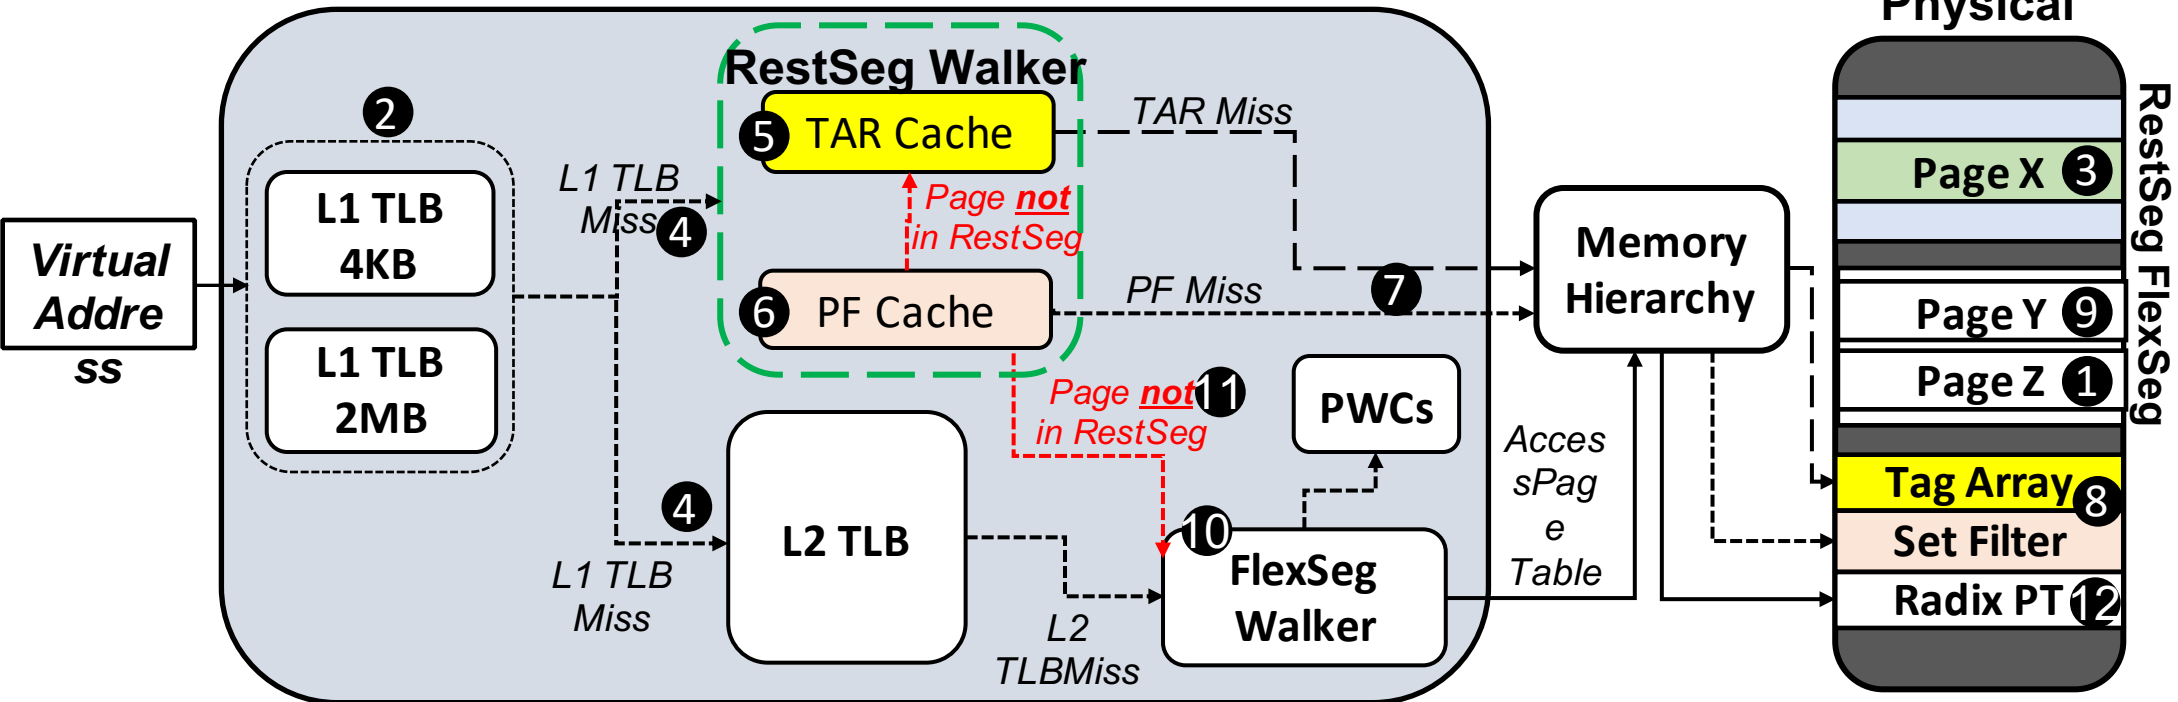 Physical
RestSeg Walker
2
5
TAR Cache
TAR Miss
L1 TLB
Miss
4
Page not
in RestSeg
6
PF Cache
PF Miss
7
L1 TLB
4KB
L1 TLB
2MB
Virtual
Addre
ss
Page not
in RestSeg
11
PWCs
4
L1 TLB
Miss
L2 TLB
L2
TLBMiss
10
FlexSeg
Walker
Acces
sPag
e
Table
Memory
Hierarchy
Page X 3
Page Y 9
Page Z 1
Tag Array
8
Set Filter
Radix PT 12
RestSeg FlexSeg